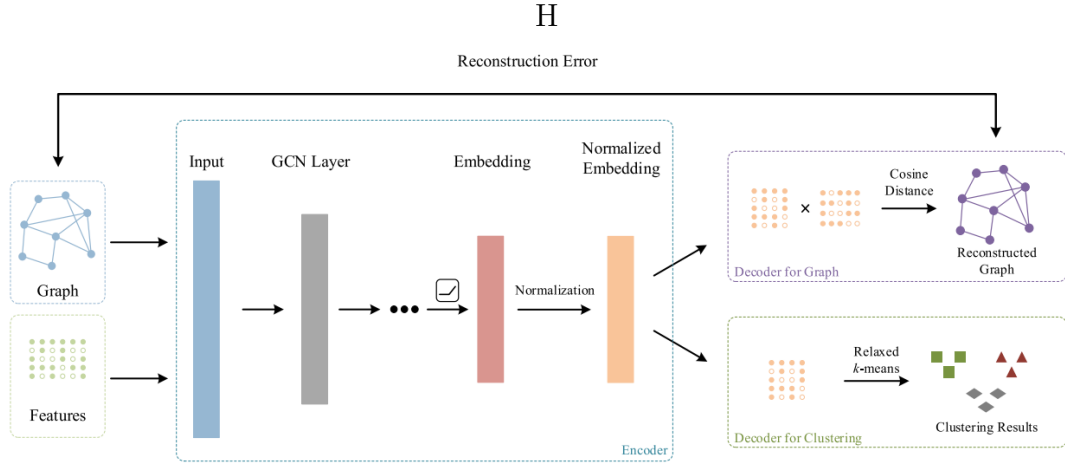 H
Reconstruction Error
Input
GCN Layer
Embedding
Normalized
Embedding
Graph
Features
Normalization
Encoder
×
Cosine
Distance
Reconstructed
Graph
Decoder for Graph
Relaxed
k-means
Clustering Results
Decoder for Clustering